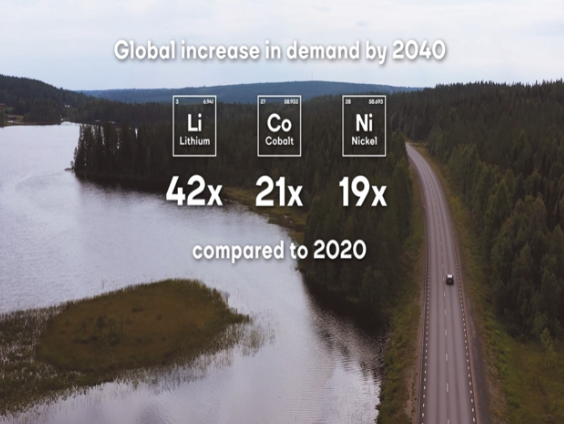 Global increase in demand by 2040
3 6.941 27 58.933 28 58.693
Li Co Ni
Lithium Cobalt Nickel
42x 21x 19x
compared to 2020